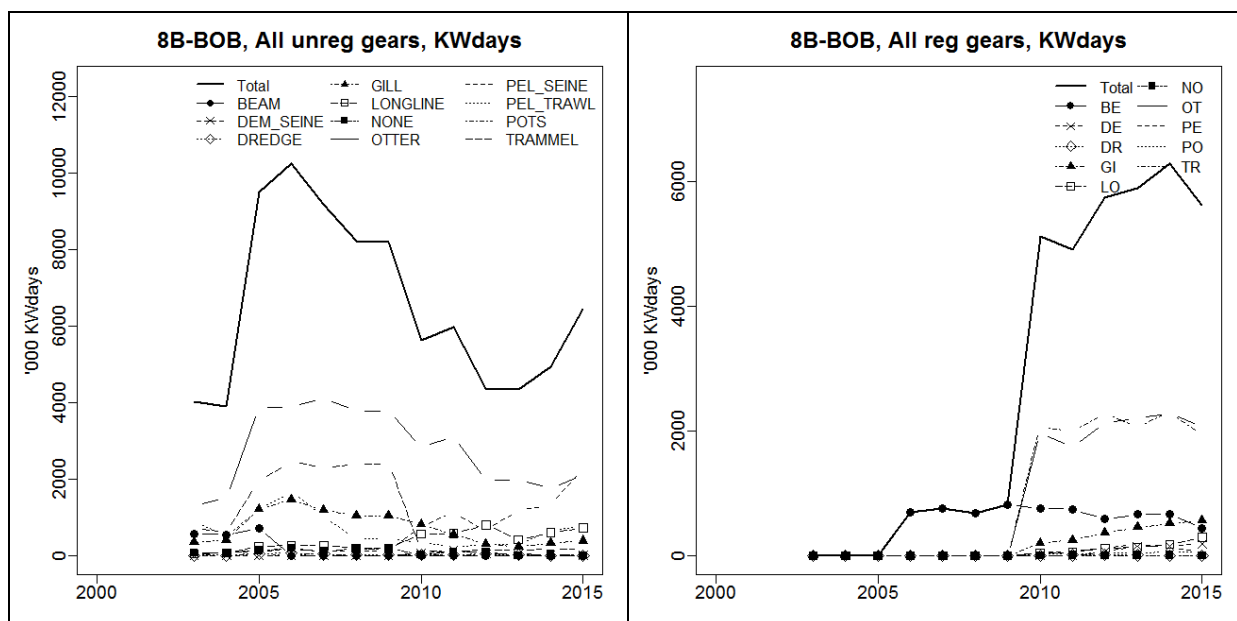 8B-BOB, All unreg gears, KWdays
Total GILL PEL_SEINE
BEAM LONGLINE PEL_TRAWL
DEM_SEINE NONE POTS
DREDGE OTTER TRAMMEL
12000
10000
8000
6000
4000
2000
0
'000 KWdays
2000 2005 2010 2015
8B-BOB, All reg gears, KWdays
Total NO
BE OT
DE PE
DR PO
GI TR
LO
6000
4000
2000
0
'000 KWdays
2000 2005 2010 2015